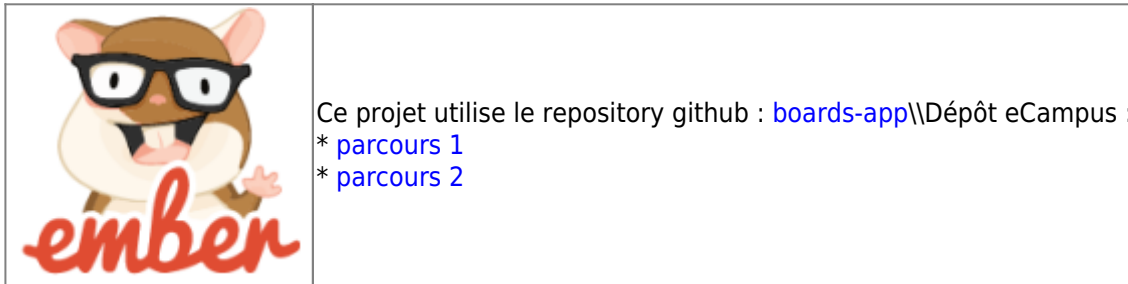 ember
Ce projet utilise le repository github : boards-app\\Dépôt eCampus :
* parcours 1
* parcours 2